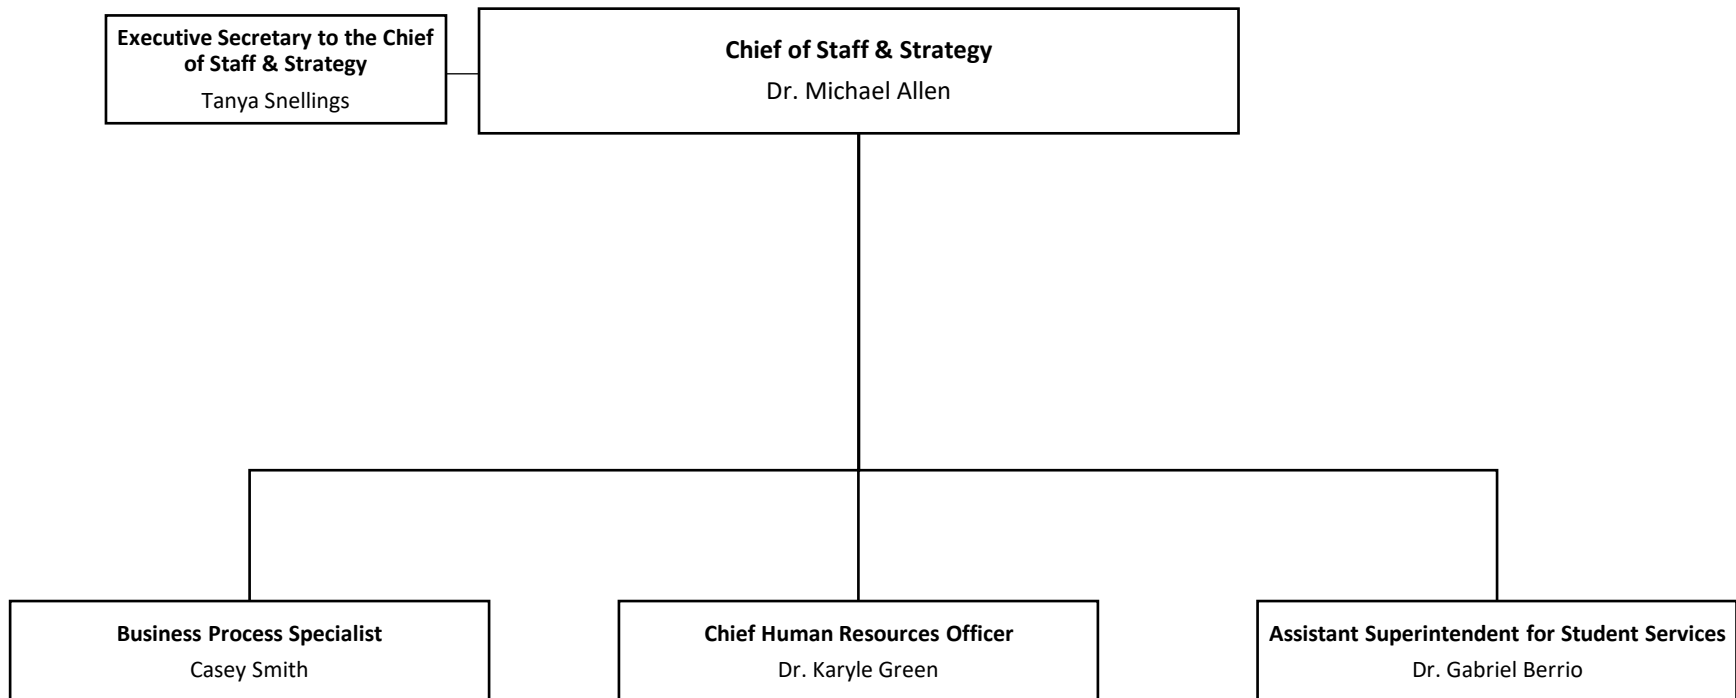 Executive Secretary to the Chief
of Staff & Strategy
Tanya Snellings
Chief of Staff & Strategy
Dr. Michael Allen
Business Process Specialist
Casey Smith
Chief Human Resources Officer
Dr. Karyle Green
Assistant Superintendent for Student Services
Dr. Gabriel Berrio